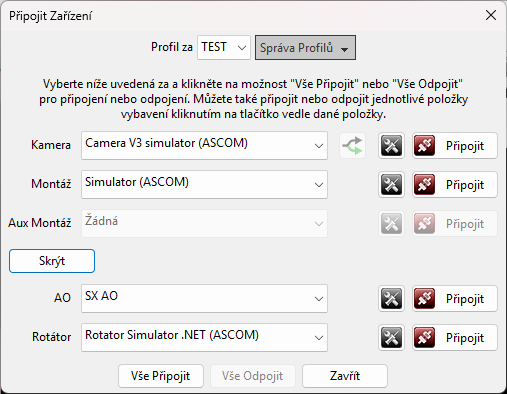 Připojit Zařízení
Profil za TEST Správa Profilů
Vyberte níže uvedená za a klikněte na možnost "Vše Připojit" nebo "Vše Odpojit"
pro připojení nebo odpojení. Můžete také připojit nebo odpojit jednotlivé položky
vybavení kliknutím na tlačítko vedle dané položky.
Kamera Camera V3 simulator (ASCOM) Připojit
Montáž Simulator (ASCOM) Připojit
Aux Montáž Žádná Připojit
Skrýt
AO SX AO Připojit
Rotátor Rotator Simulator .NET (ASCOM) Připojit
Vše Připojit Vše Odpojit Zavřít